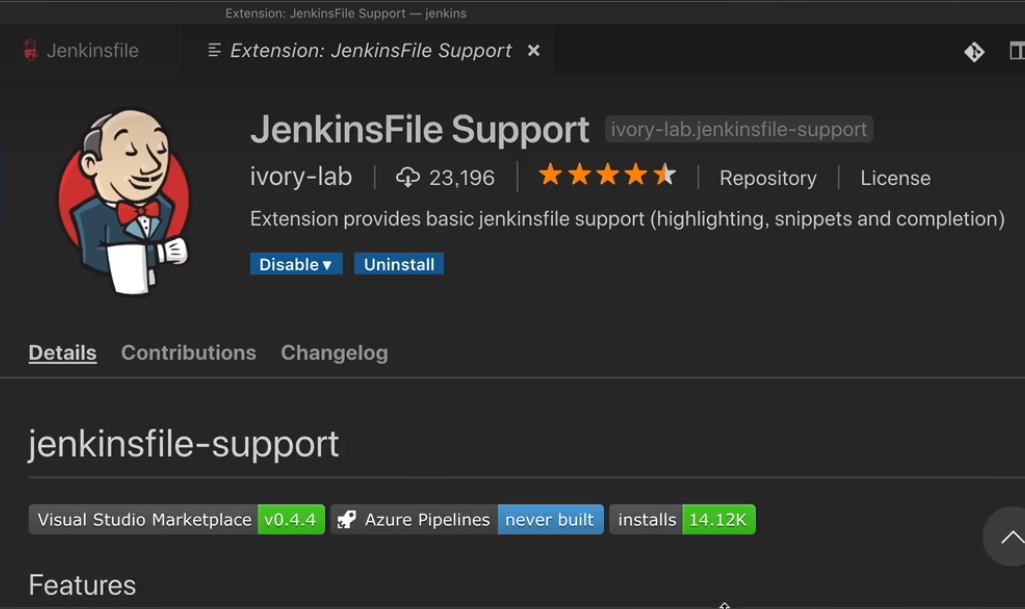 Extension: JenkinsFile Support — jenkins
Jenkinsfile
Extension: JenkinsFile Support
JenkinsFile Support ivory-lab.jenkinsfile-support
ivory-lab 23,196 Repository License
Extension provides basic jenkinsfile support (highlighting, snippets and completion)
Disable Uninstall
Details Contributions Changelog
jenkinsfile-support
Visual Studio Marketplace v0.4.4 Azure Pipelines never built installs 14.12K
Features